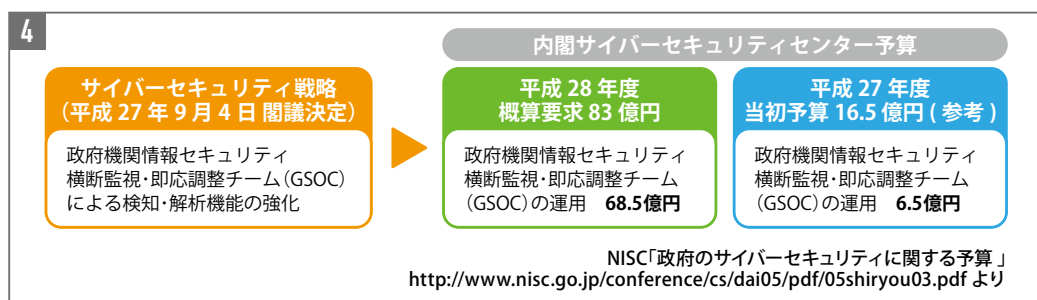 4
内閣サイバーセキュリティセンター予算
サイバーセキュリティ戦略
（平成 27 年 9 月 4 日 閣議決定）
政府機関情報セキュリティ
横断監視・即応調整チーム（GSOC）
による検知・解析機能の強化
平成 28 年度
概算要求 83 億円
政府機関情報セキュリティ
横断監視・即応調整チーム
（GSOC）の運用　68.5億円
平成 27 年度
当初予算 16.5 億円 ( 参考 )
政府機関情報セキュリティ
横断監視・即応調整チーム
（GSOC）の運用　6.5億円
NISC「政府のサイバーセキュリティに関する予算 」
http://www.nisc.go.jp/conference/cs/dai05/pdf/05shiryou03.pdf より